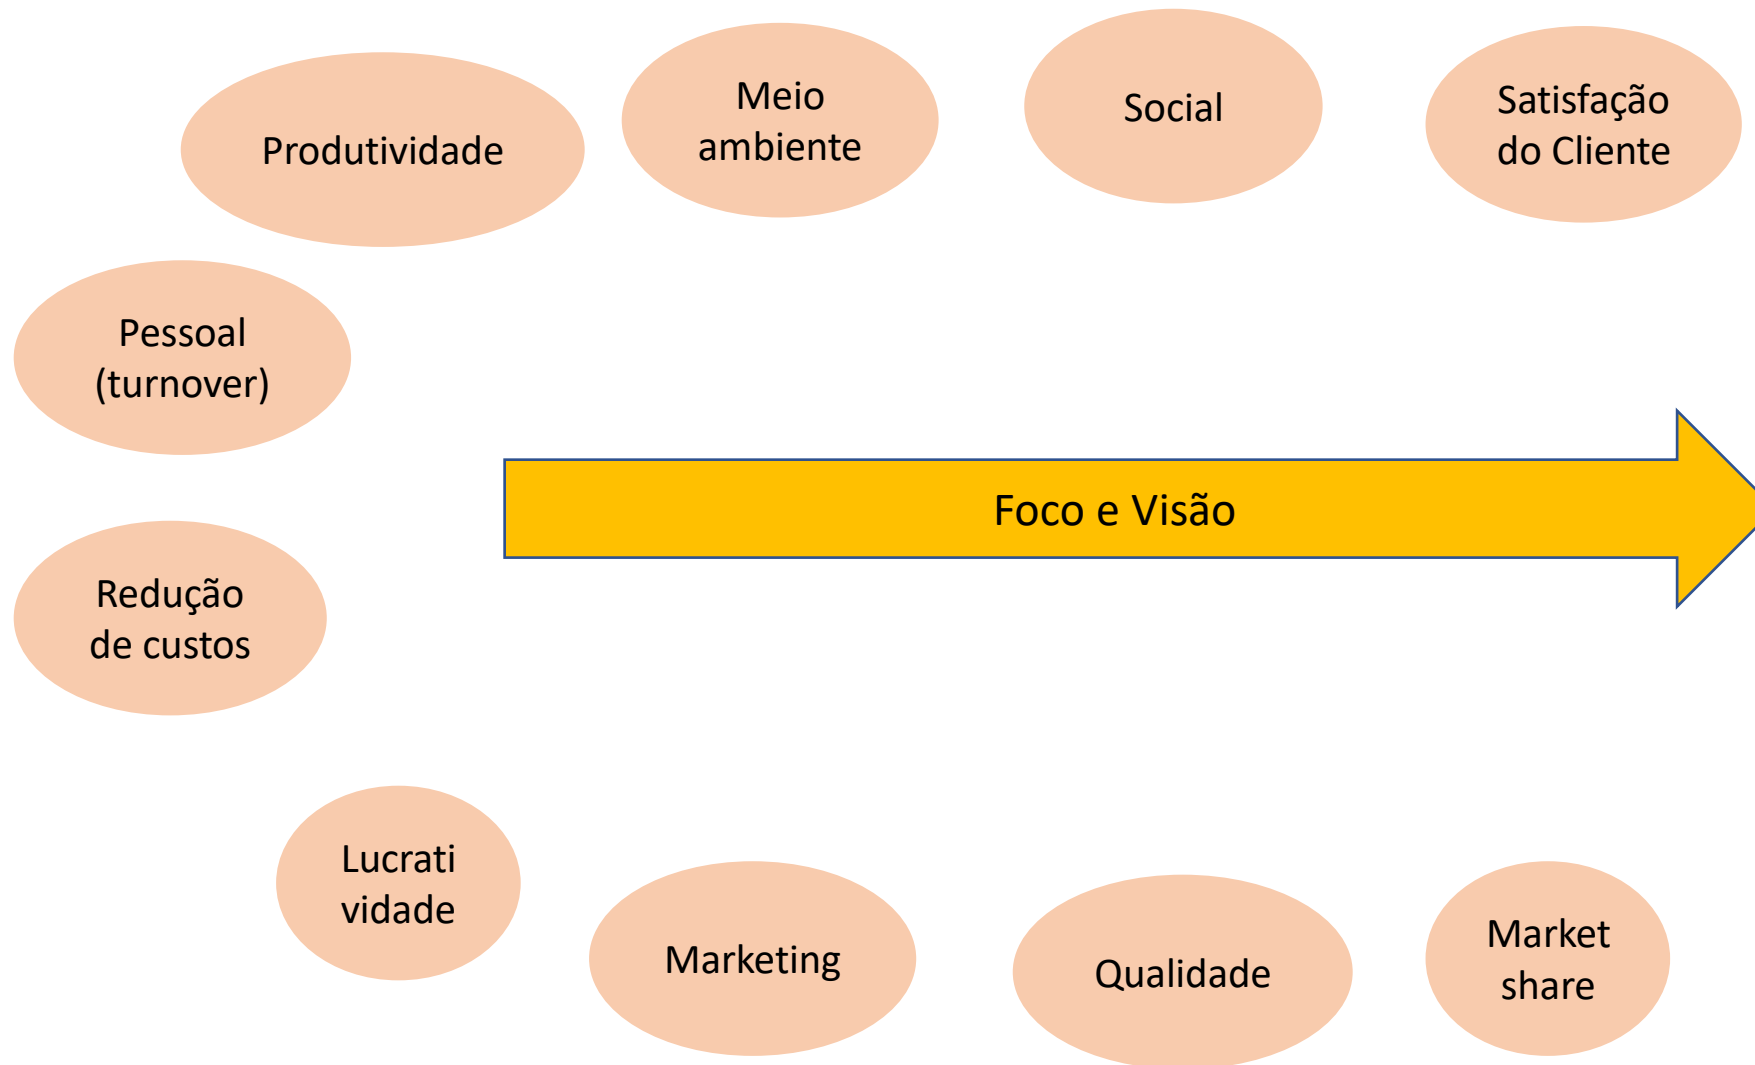 Produtividade
Meio
ambiente
Social
Satisfação
do Cliente
Pessoal
(turnover)
Foco e Visão
Redução
de custos
Lucrati
vidade
Marketing
Qualidade
Market
share